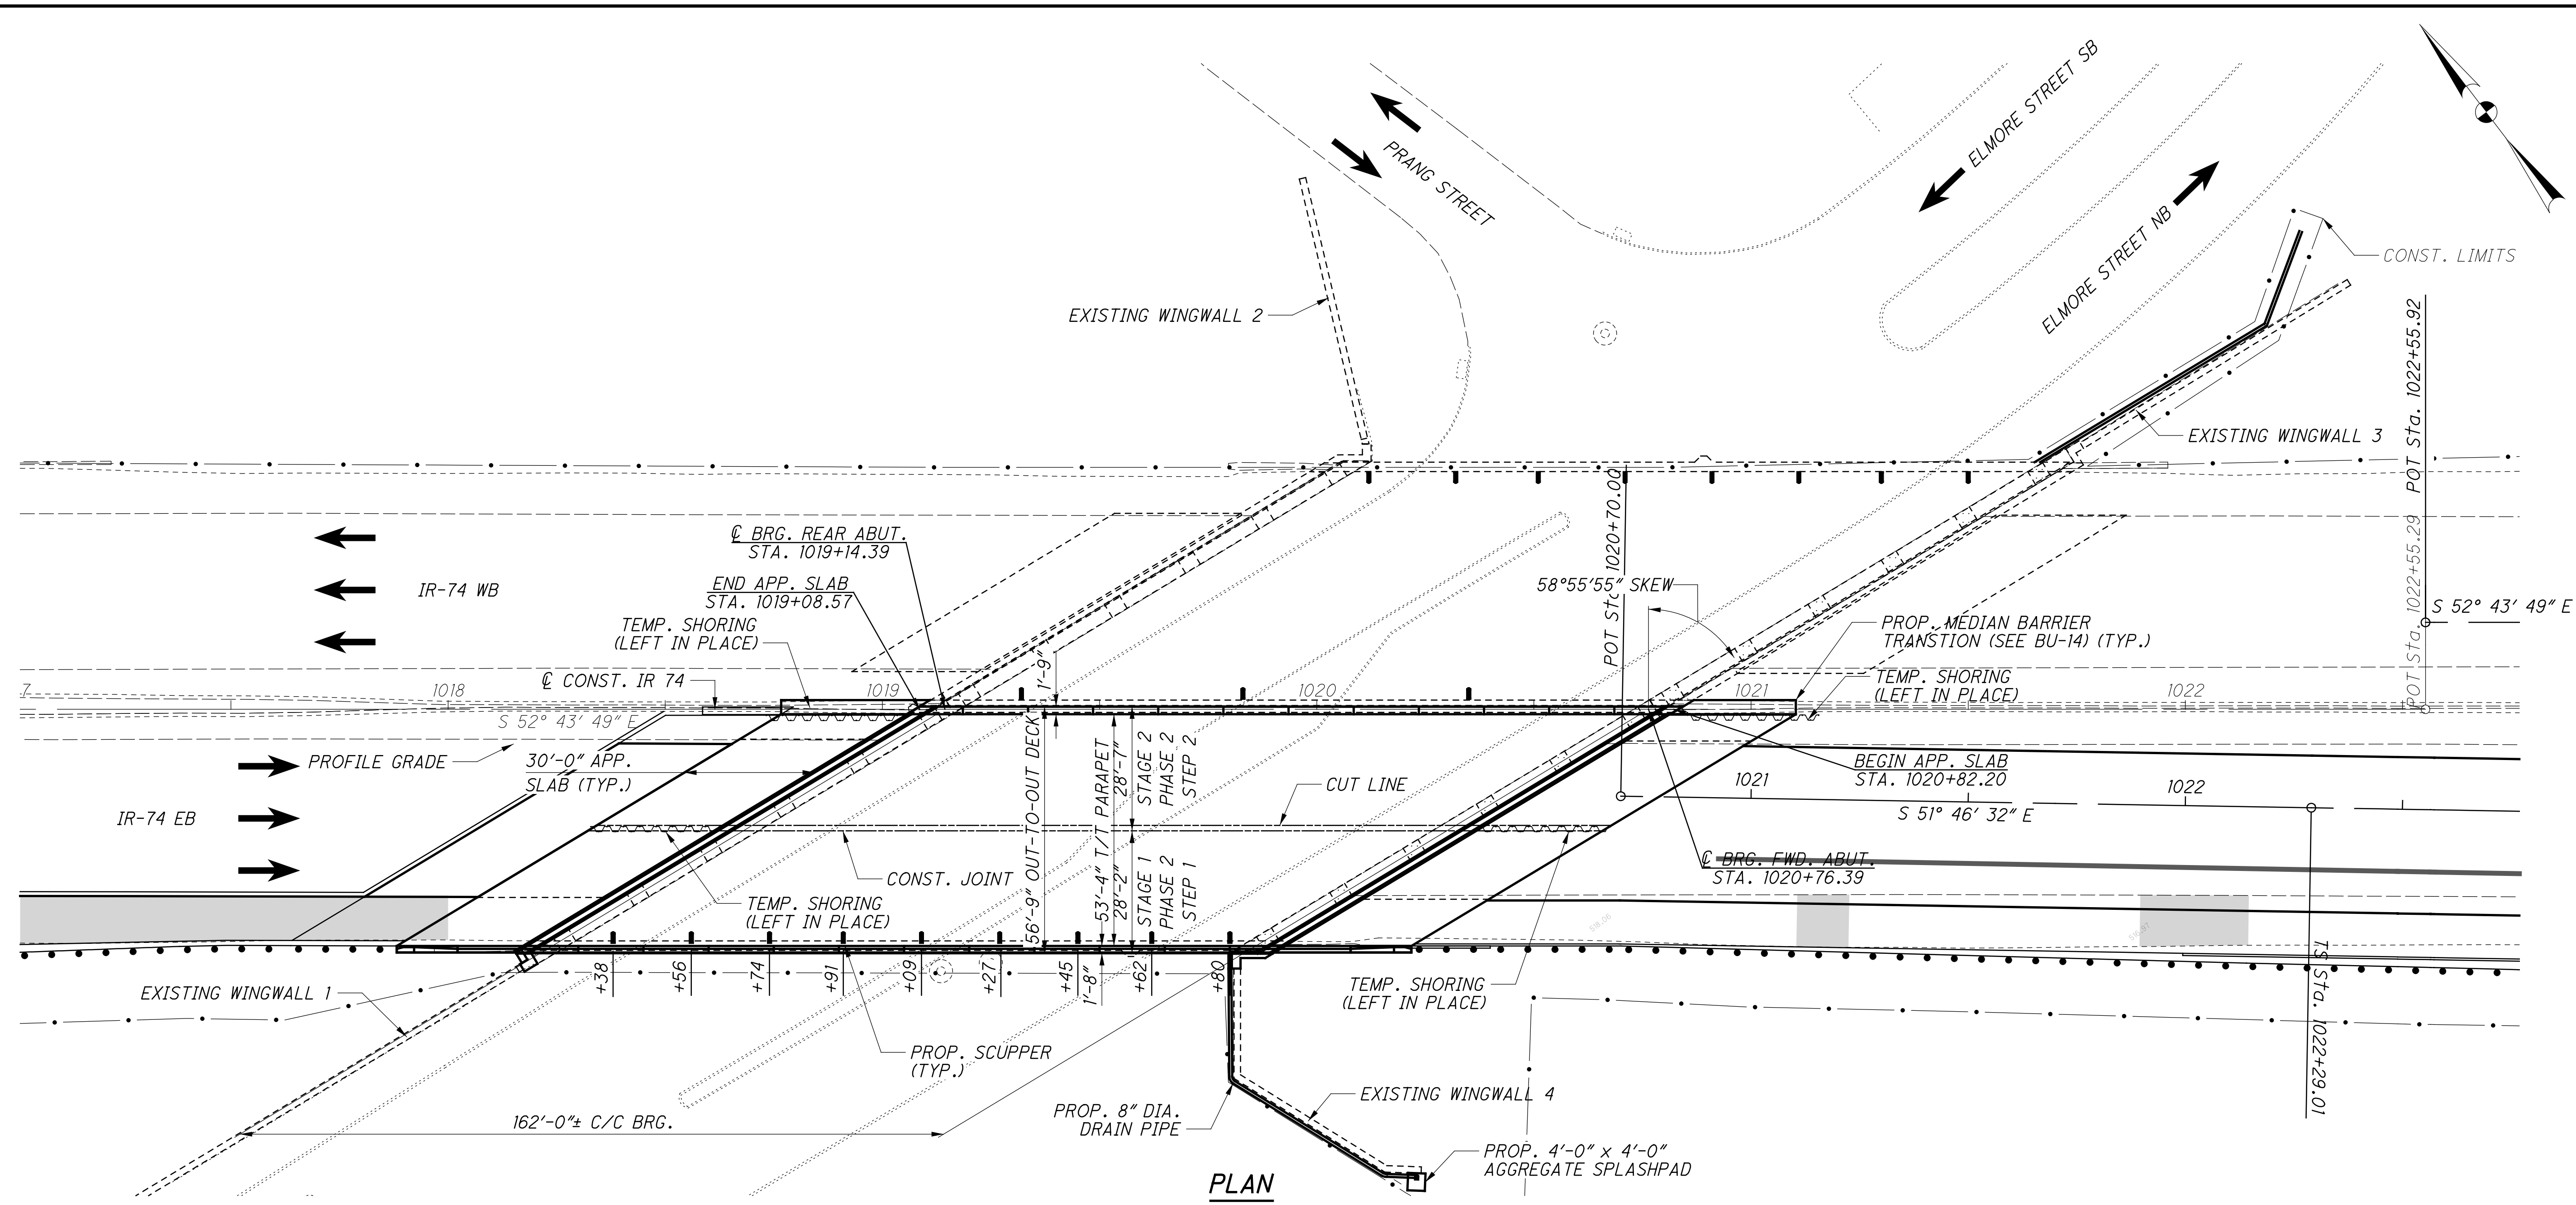 ELMORE STREET SB
PRANG STREET
ELMORE STREET NB
CONST. LIMITS
EXISTING WINGWALL 2
POT Sta. 1022+55.92
EXISTING WINGWALL 3
POT Sta. 1020+70.00
℄ BRG. REAR ABUT.
STA. 1019+14.39
IR-74 WB
END APP. SLAB
STA. 1019+08.57
58°55'55" SKEW
POT Sta. 1022+55.29
S 52° 43' 49" E
TEMP. SHORING
(LEFT IN PLACE)
PROP. MEDIAN BARRIER
TRANSTION (SEE BU-14) (TYP.)
1'-9"
℄ CONST. IR 74
TEMP. SHORING
(LEFT IN PLACE)
7
1018
1019
1020
1021
1022
S 52° 43' 49" E
PROFILE GRADE
30'-0" APP.
SLAB (TYP.)
56'-9" OUT-TO-OUT DECK
53'-4" T/T PARAPET
28'-7"
STAGE 2
PHASE 2
STEP 2
CUT LINE
BEGIN APP. SLAB
STA. 1020+82.20
1021
1022
S 51° 46' 32" E
IR-74 EB
28'-2"
STAGE 1
PHASE 2
STEP 1
℄ BRG. FWD. ABUT.
STA. 1020+76.39
CONST. JOINT
TEMP. SHORING
(LEFT IN PLACE)
518.06
+38
+56
+74
+91
+09
+27
+45
1'-8"
+62
+80
TEMP. SHORING
(LEFT IN PLACE)
EXISTING WINGWALL 1
TS Sta. 1022+29.01
PROP. SCUPPER
(TYP.)
162'-0"± C/C BRG.
PROP. 8" DIA.
DRAIN PIPE
EXISTING WINGWALL 4
PROP. 4'-0" x 4'-0"
AGGREGATE SPLASHPAD
PLAN